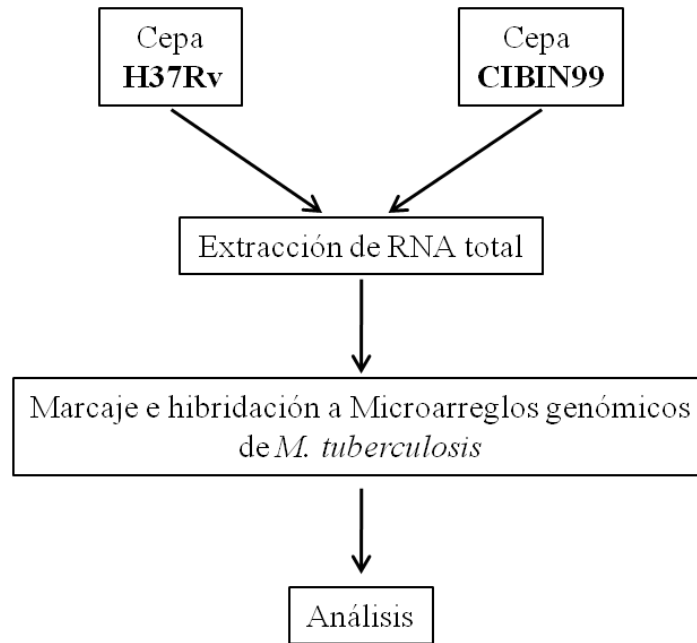 Cepa
H37Rv
Cepa
CIBIN99
Extracción de RNA total
Marcaje e hibridación a Microarreglos genómicos
de M. tuberculosis
Análisis